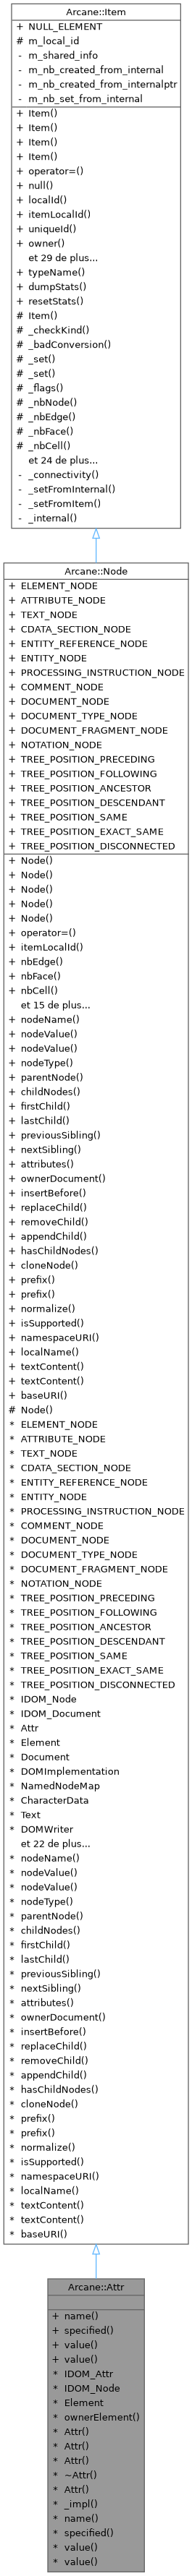 Arcane::Item
+ NULL_ELEMENT
# m_local_id
- m_shared_info
- m_nb_created_from_internal
- m_nb_created_from_internalptr
- m_nb_set_from_internal
+ Item()
+ Item()
+ Item()
+ Item()
+ operator=()
+ null()
+ localId()
+ itemLocalId()
+ uniqueId()
+ owner()
et 29 de plus...
+ typeName()
+ dumpStats()
+ resetStats()
# Item()
# _checkKind()
# _badConversion()
# _set()
# _set()
# _flags()
# _nbNode()
# _nbEdge()
# _nbFace()
# _nbCell()
et 24 de plus...
- _connectivity()
- _setFromInternal()
- _setFromItem()
- _internal()
Arcane::Node
+ ELEMENT_NODE
+ ATTRIBUTE_NODE
+ TEXT_NODE
+ CDATA_SECTION_NODE
+ ENTITY_REFERENCE_NODE
+ ENTITY_NODE
+ PROCESSING_INSTRUCTION_NODE
+ COMMENT_NODE
+ DOCUMENT_NODE
+ DOCUMENT_TYPE_NODE
+ DOCUMENT_FRAGMENT_NODE
+ NOTATION_NODE
+ TREE_POSITION_PRECEDING
+ TREE_POSITION_FOLLOWING
+ TREE_POSITION_ANCESTOR
+ TREE_POSITION_DESCENDANT
+ TREE_POSITION_SAME
+ TREE_POSITION_EXACT_SAME
+ TREE_POSITION_DISCONNECTED
+ Node()
+ Node()
+ Node()
+ Node()
+ Node()
+ operator=()
+ itemLocalId()
+ nbEdge()
+ nbFace()
+ nbCell()
et 15 de plus...
+ nodeName()
+ nodeValue()
+ nodeValue()
+ nodeType()
+ parentNode()
+ childNodes()
+ firstChild()
+ lastChild()
+ previousSibling()
+ nextSibling()
+ attributes()
+ ownerDocument()
+ insertBefore()
+ replaceChild()
+ removeChild()
+ appendChild()
+ hasChildNodes()
+ cloneNode()
+ prefix()
+ prefix()
+ normalize()
+ isSupported()
+ namespaceURI()
+ localName()
+ textContent()
+ textContent()
+ baseURI()
# Node()
* ELEMENT_NODE
* ATTRIBUTE_NODE
* TEXT_NODE
* CDATA_SECTION_NODE
* ENTITY_REFERENCE_NODE
* ENTITY_NODE
* PROCESSING_INSTRUCTION_NODE
* COMMENT_NODE
* DOCUMENT_NODE
* DOCUMENT_TYPE_NODE
* DOCUMENT_FRAGMENT_NODE
* NOTATION_NODE
* TREE_POSITION_PRECEDING
* TREE_POSITION_FOLLOWING
* TREE_POSITION_ANCESTOR
* TREE_POSITION_DESCENDANT
* TREE_POSITION_SAME
* TREE_POSITION_EXACT_SAME
* TREE_POSITION_DISCONNECTED
* IDOM_Node
* IDOM_Document
* Attr
* Element
* Document
* DOMImplementation
* NamedNodeMap
* CharacterData
* Text
* DOMWriter
et 22 de plus...
* nodeName()
* nodeValue()
* nodeValue()
* nodeType()
* parentNode()
* childNodes()
* firstChild()
* lastChild()
* previousSibling()
* nextSibling()
* attributes()
* ownerDocument()
* insertBefore()
* replaceChild()
* removeChild()
* appendChild()
* hasChildNodes()
* cloneNode()
* prefix()
* prefix()
* normalize()
* isSupported()
* namespaceURI()
* localName()
* textContent()
* textContent()
* baseURI()
Arcane::Attr
+ name()
+ specified()
+ value()
+ value()
* IDOM_Attr
* IDOM_Node
* Element
* ownerElement()
* Attr()
* Attr()
* Attr()
* ~Attr()
* Attr()
* _impl()
* name()
* specified()
* value()
* value()